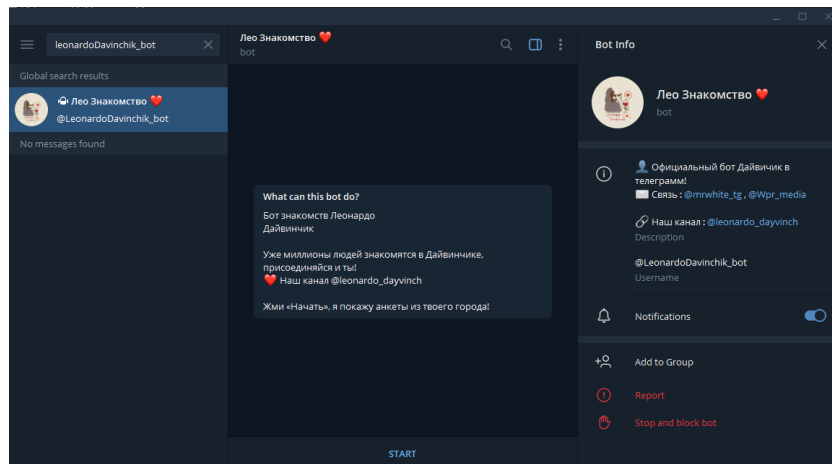 leonardoDavinchik_bot
Global search results
Лео Знакомство ❤️
@LeonardoDavinchik_bot
No messages found
Лео Знакомство ❤️
bot
What can this bot do?
Бот знакомств Леонардо
Дайвинчик
Уже миллионы людей знакомятся в Дайвинчике,
присоединяйся и ты!
❤️ Наш канал @leonardo_dayvinch
Жми «Начать», я покажу анкеты из твоего города!
START
Bot Info
Лео Знакомство ❤️
bot
👤 Официальный бот Дайвичик в
телеграмм!
✉️ Связь : @mrwhite_tg , @Wpr_media
🔗 Наш канал : @leonardo_dayvinch
Description
@LeonardoDavinchik_bot
Username
Notifications
Add to Group
Report
Stop and block bot